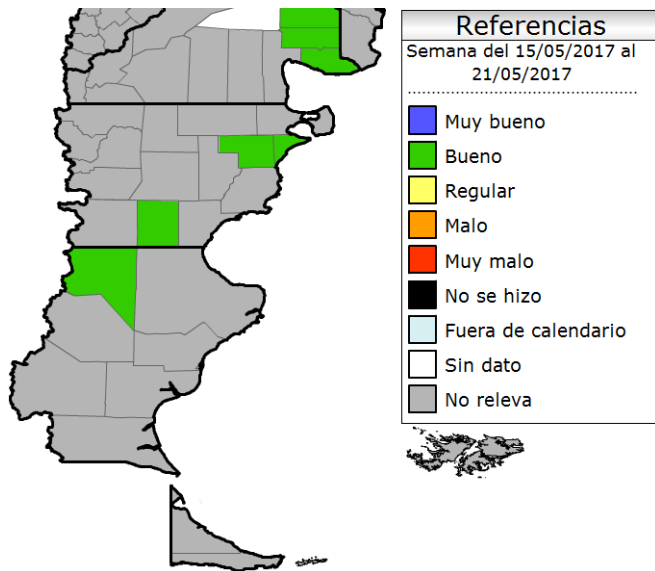 Referencias
Semana del 15/05/2017 al
21/05/2017
Muy bueno
Bueno
Regular
Malo
Muy malo
No se hizo
Fuera de calendario
Sin dato
No releva